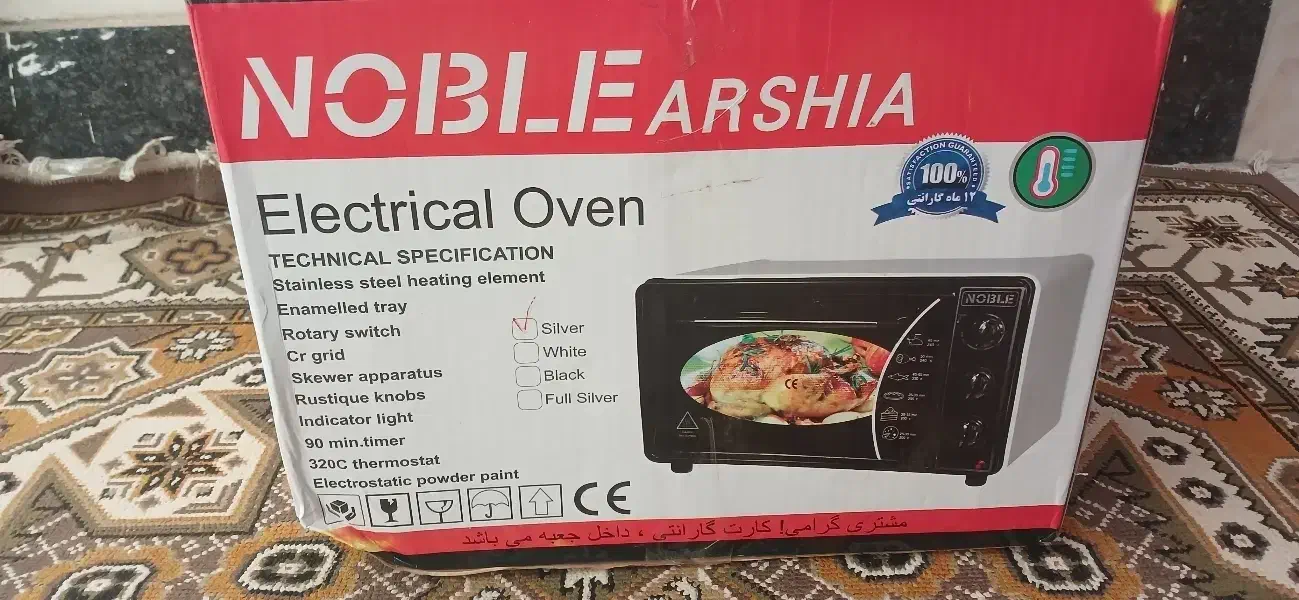 NOBLE ARSHIA
SATISFACTION GUARANTEED
100%
۱۲ ماه گارانتی
Electrical Oven
TECHNICAL SPECIFICATION
Stainless steel heating element
Enamelled tray
Rotary switch
Cr grid
Skewer apparatus
Rustique knobs
Indicator light
90 min.timer
320C thermostat
Electrostatic powder paint
Silver
White
Black
Full Silver
NOBLE
CE
CE
مشتری گرامی! کارت گارانتی ، داخل جعبه می باشد